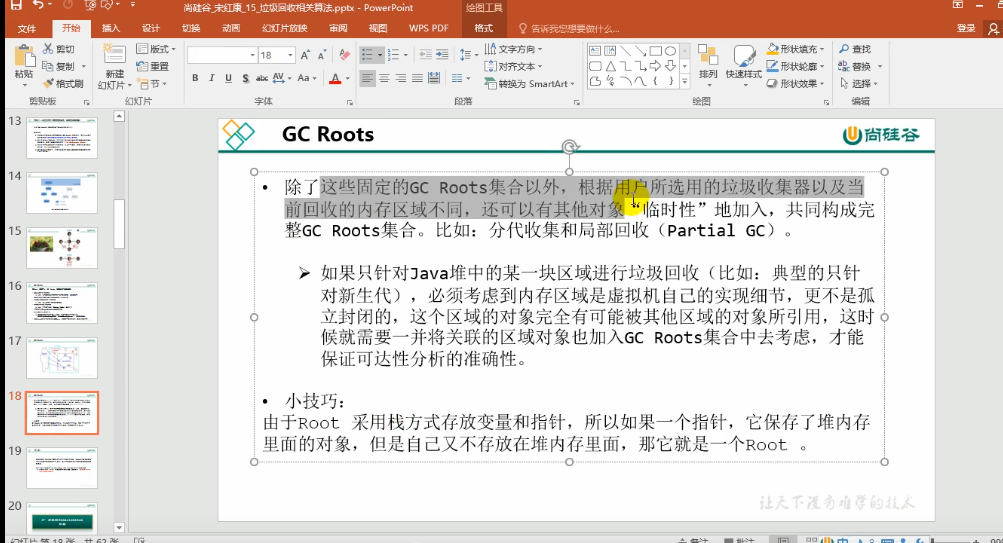 尚硅谷_宋红康_15_垃圾回收相关算法.pptx - PowerPoint
绘图工具
文件
开始
插入
设计
切换
动画
幻灯片放映
审阅
视图
WPS PDF
格式
告诉我您想要做什么...
登录
粘贴
剪切
复制
格式刷
剪贴板
新建
幻灯片
版式
重置
节
幻灯片
18
B I U S abc AV Aa A
字体
文字方向
对齐文本
转换为 SmartArt
段落
排列
快速样式
形状填充
形状轮廓
形状效果
绘图
查找
替换
选择
编辑
13
14
15
16
17
18
19
20
GC Roots
尚硅谷
• 除了这些固定的GC Roots集合以外，根据用户所选用的垃圾收集器以及当
前回收的内存区域不同，还可以有其他对象“临时性”地加入，共同构成完
整GC Roots集合。比如：分代收集和局部回收（Partial GC）。
➢ 如果只针对Java堆中的某一块区域进行垃圾回收（比如：典型的只针
对新生代），必须考虑到内存区域是虚拟机自己的实现细节，更不是孤
立封闭的，这个区域的对象完全有可能被其他区域的对象所引用，这时
候就需要一并将关联的区域对象也加入GC Roots集合中去考虑，才能
保证可达性分析的准确性。
• 小技巧：
由于Root 采用栈方式存放变量和指针，所以如果一个指针，它保存了堆内存
里面的对象，但是自己又不存放在堆内存里面，那它就是一个Root 。
让天下没有难学的技术